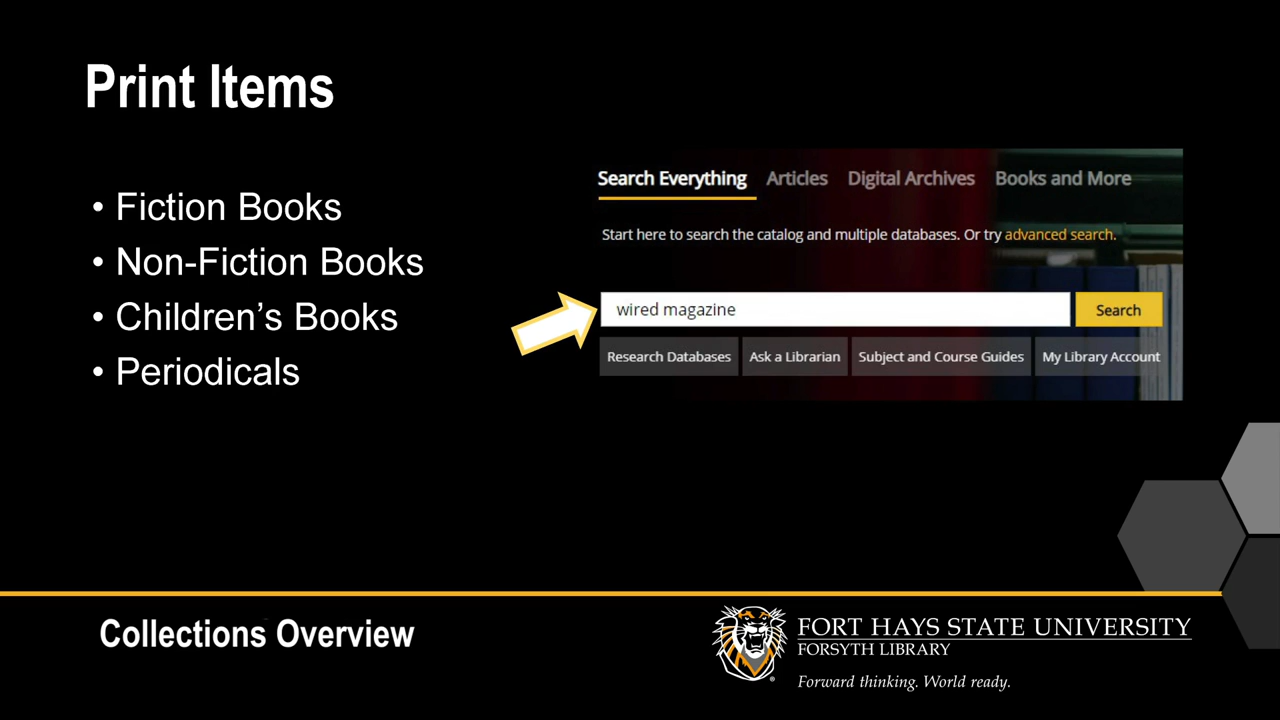 Print Items
• Fiction Books
• Non-Fiction Books
• Children's Books
• Periodicals
Search Everything Articles Digital Archives Books and More
Start here to search the catalog and multiple databases. Or try advanced search.
wired magazine Search
Research Databases Ask a Librarian Subject and Course Guides My Library Account
Collections Overview
FORT HAYS STATE UNIVERSITY
FORSYTH LIBRARY
Forward thinking. World ready.